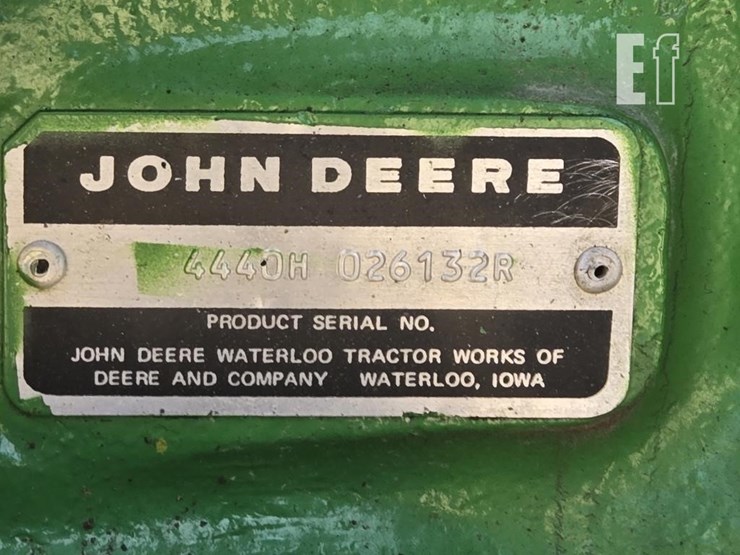 Ef
JOHN DEERE
4440H 026132R
PRODUCT SERIAL NO.
JOHN DEERE WATERLOO TRACTOR WORKS OF
DEERE AND COMPANY WATERLOO, IOWA